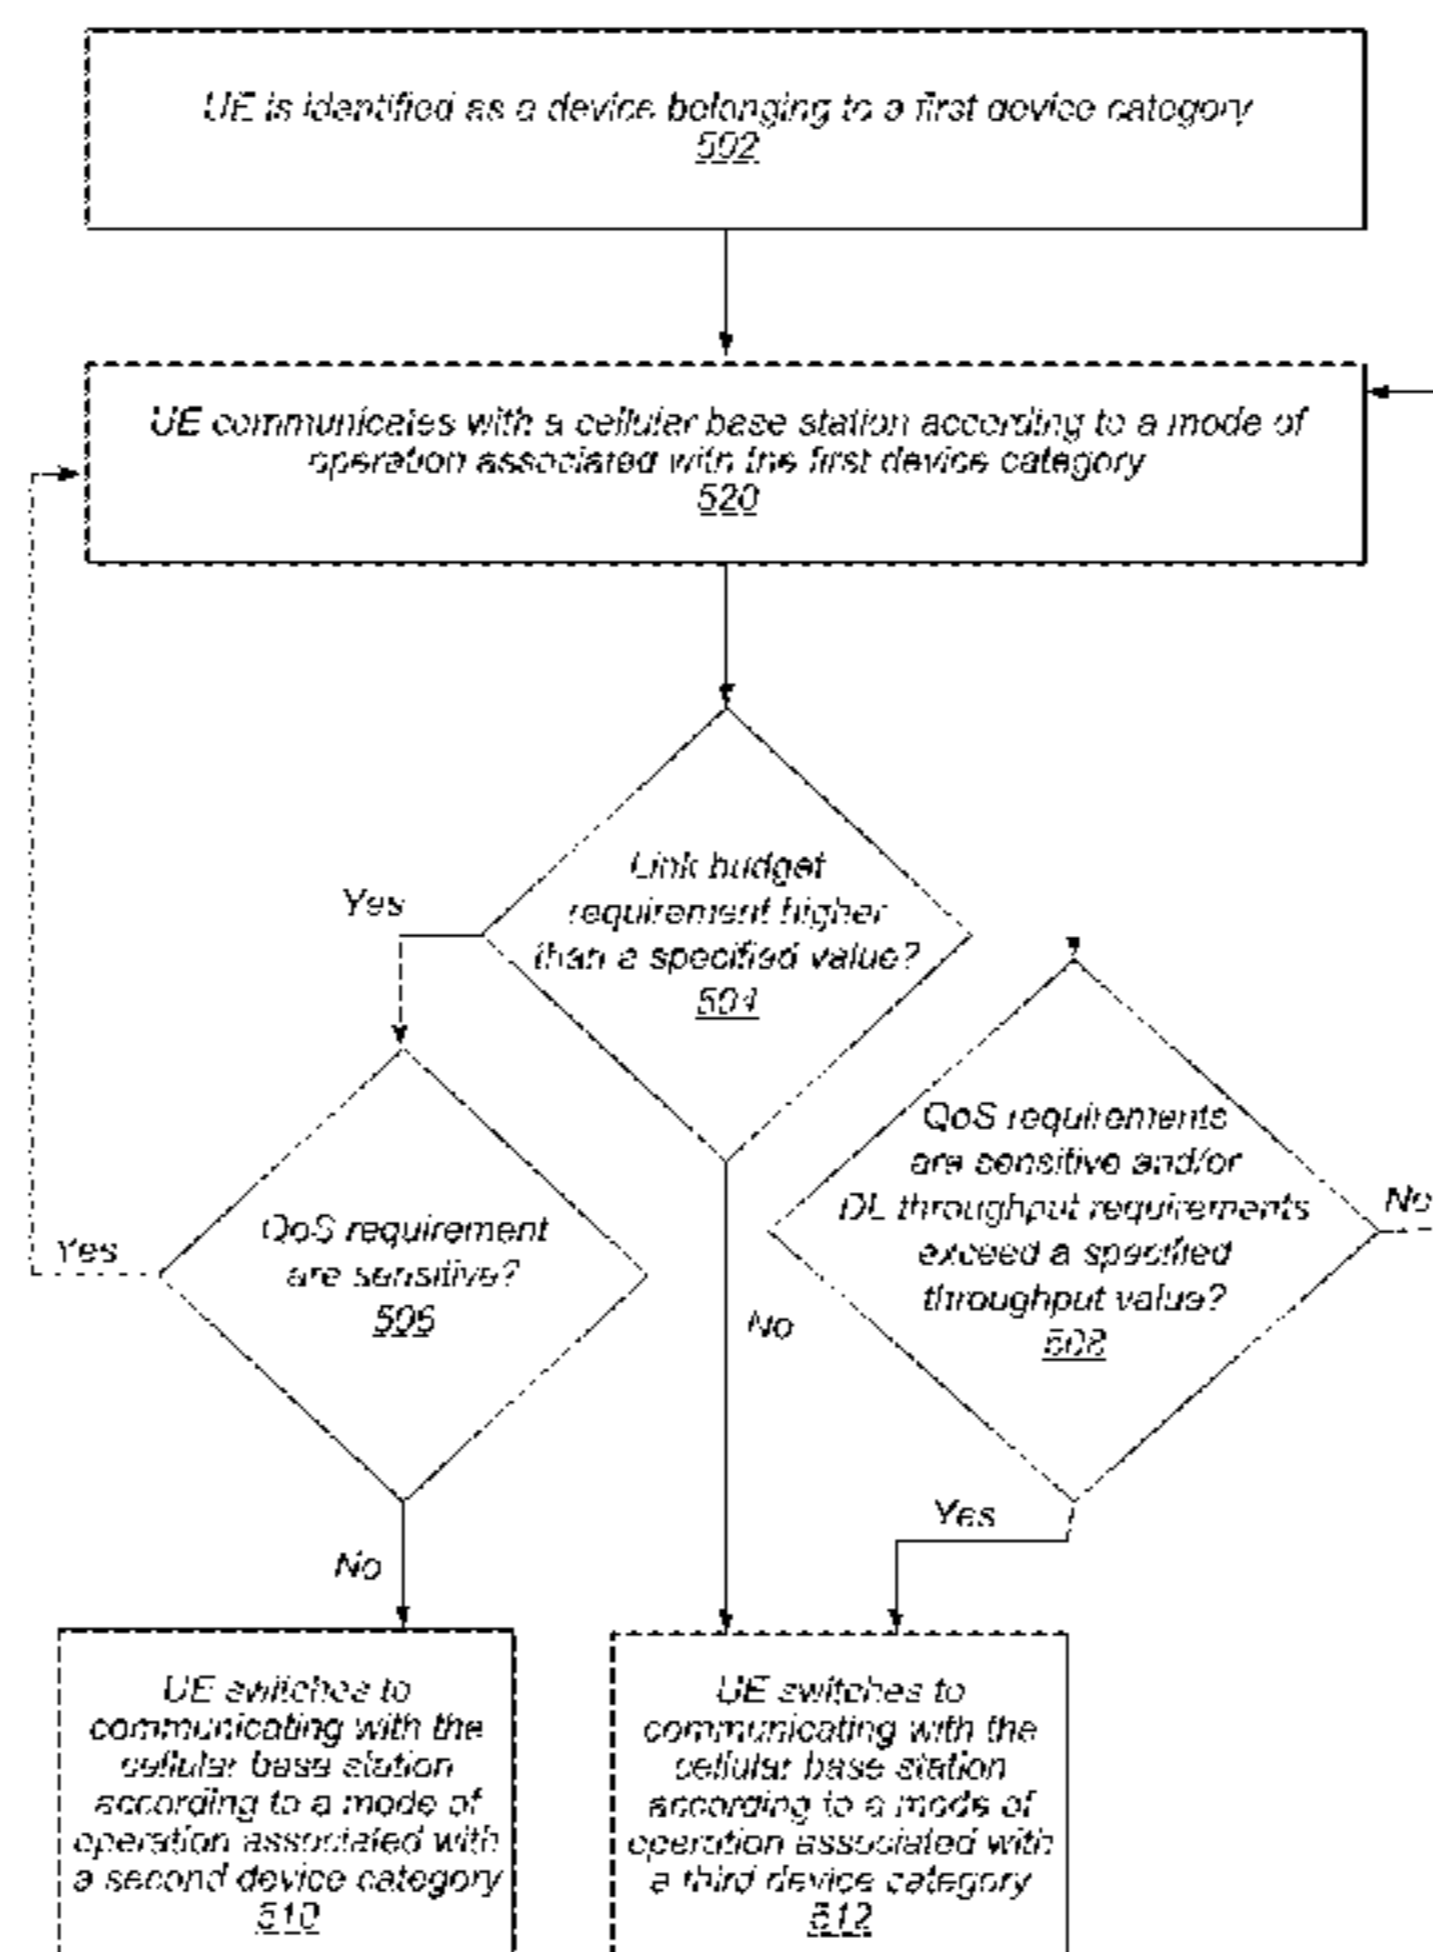 UE is identified as a device belonging to a first device category
502
UE communicates with a cellular base station according to a mode of
operation associated with the first device category
520
Link budget
requirement higher
than a specified value?
504
Yes
QoS requirements
are sensitive and/or
DL throughput requirements
exceed a specified
throughput value?
508
No
QoS requirement
are sensitive?
506
Yes
No
Yes
No
UE switches to
communicating with the
cellular base station
according to a mode of
operation associated with
a second device category
510
UE switches to
communicating with the
cellular base station
according to a mode of
operation associated with
a third device category
512